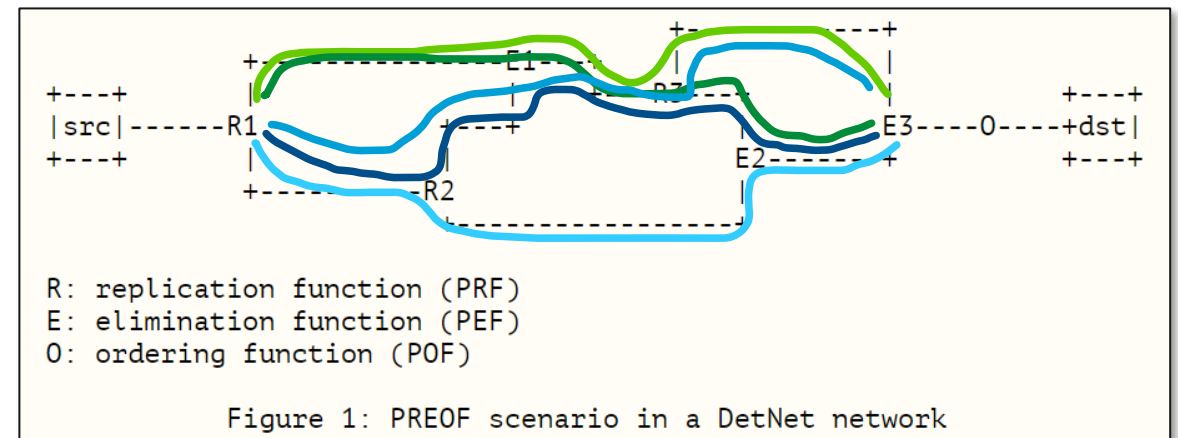 +------------+
+---------------E1----+ | |
+---+ | | +---R3---+ | +---+
|src|------R1 +---+ | E3----O----+dst|
+---+ | | E2-------+ +---+
+----------R2 |
+-----------------+
R: replication function (PRF)
E: elimination function (PEF)
O: ordering function (POF)
Figure 1: PREOF scenario in a DetNet network